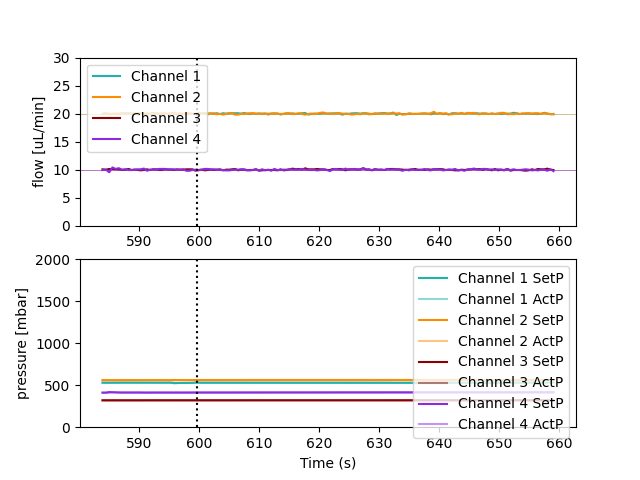 30
25
20
15
10
5
0
flow [uL/min]
Channel 1
Channel 2
Channel 3
Channel 4
590 600 610 620 630 640 650 660
2000
1500
1000
500
0
pressure [mbar]
Channel 1 SetP
Channel 1 ActP
Channel 2 SetP
Channel 2 ActP
Channel 3 SetP
Channel 3 ActP
Channel 4 SetP
Channel 4 ActP
590 600 610 620 630 640 650 660
Time (s)